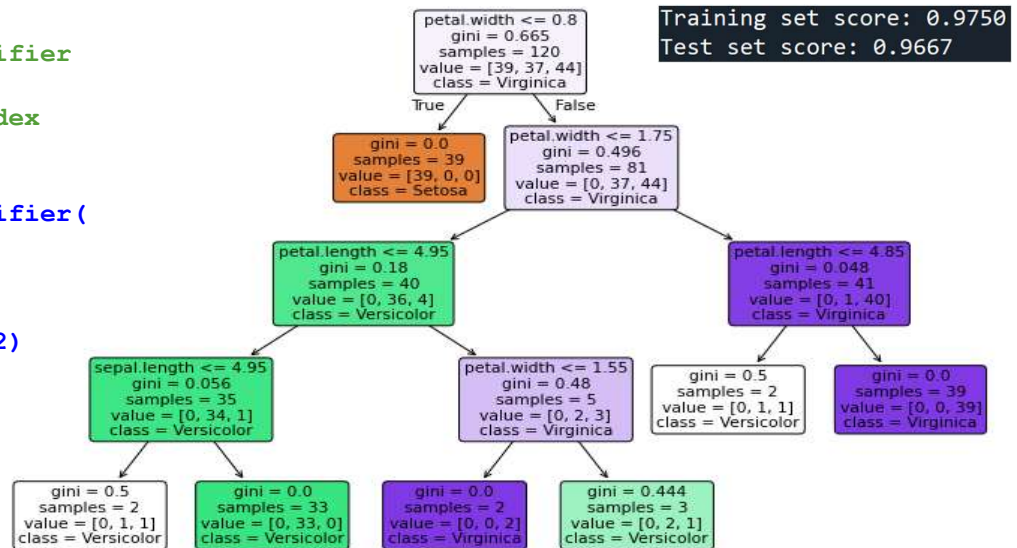 ifier
dex
ifier(
2)
Training set score: 0.9750
Test set score: 0.9667
petal.width <= 0.8
gini = 0.665
samples = 120
value = [39, 37, 44]
class = Virginica
True
False
gini = 0.0
samples = 39
value = [39, 0, 0]
class = Setosa
petal.width <= 1.75
gini = 0.496
samples = 81
value = [0, 37, 44]
class = Virginica
petal.length <= 4.95
gini = 0.18
samples = 40
value = [0, 36, 4]
class = Versicolor
petal.length <= 4.85
gini = 0.048
samples = 41
value = [0, 1, 40]
class = Virginica
sepal.length <= 4.95
gini = 0.056
samples = 35
value = [0, 34, 1]
class = Versicolor
petal.width <= 1.55
gini = 0.48
samples = 5
value = [0, 2, 3]
class = Virginica
gini = 0.5
samples = 2
value = [0, 1, 1]
class = Versicolor
gini = 0.0
samples = 39
value = [0, 0, 39]
class = Virginica
gini = 0.5
samples = 2
value = [0, 1, 1]
class = Versicolor
gini = 0.0
samples = 33
value = [0, 33, 0]
class = Versicolor
gini = 0.0
samples = 2
value = [0, 0, 2]
class = Virginica
gini = 0.444
samples = 3
value = [0, 2, 1]
class = Versicolor